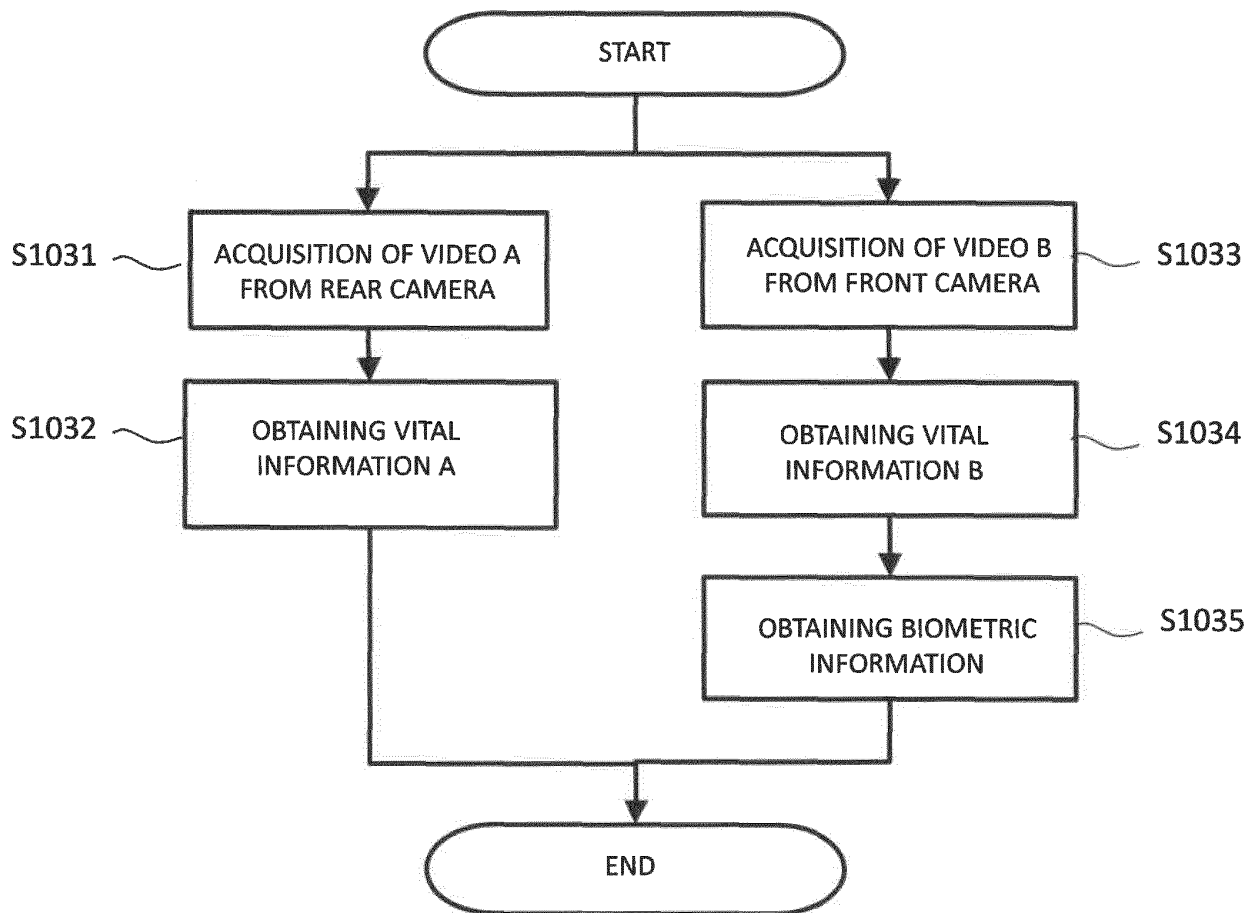 START
S1031
ACQUISITION OF VIDEO A
FROM REAR CAMERA
ACQUISITION OF VIDEO B
FROM FRONT CAMERA
S1033
S1032
OBTAINING VITAL
INFORMATION A
OBTAINING VITAL
INFORMATION B
S1034
OBTAINING BIOMETRIC
INFORMATION
S1035
END